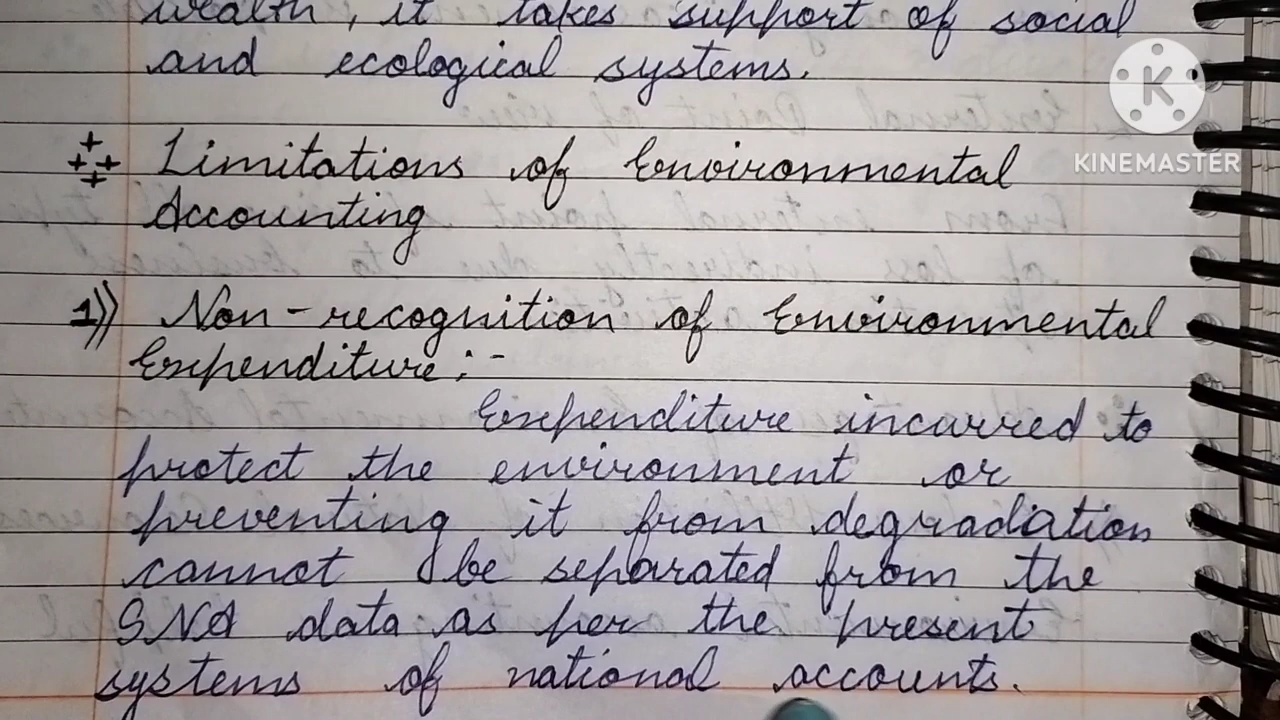 wealth, it takes support of social
and ecological systems.
Limitations of Environmental
Accounting
1)) Non-recognition of Environmental
Expenditure:-
Expenditure incurred to
protect the environment or
preventing it from degradation
cannot be separated from the
SNA data as per the present
systems of national accounts.
K
KINEMASTER